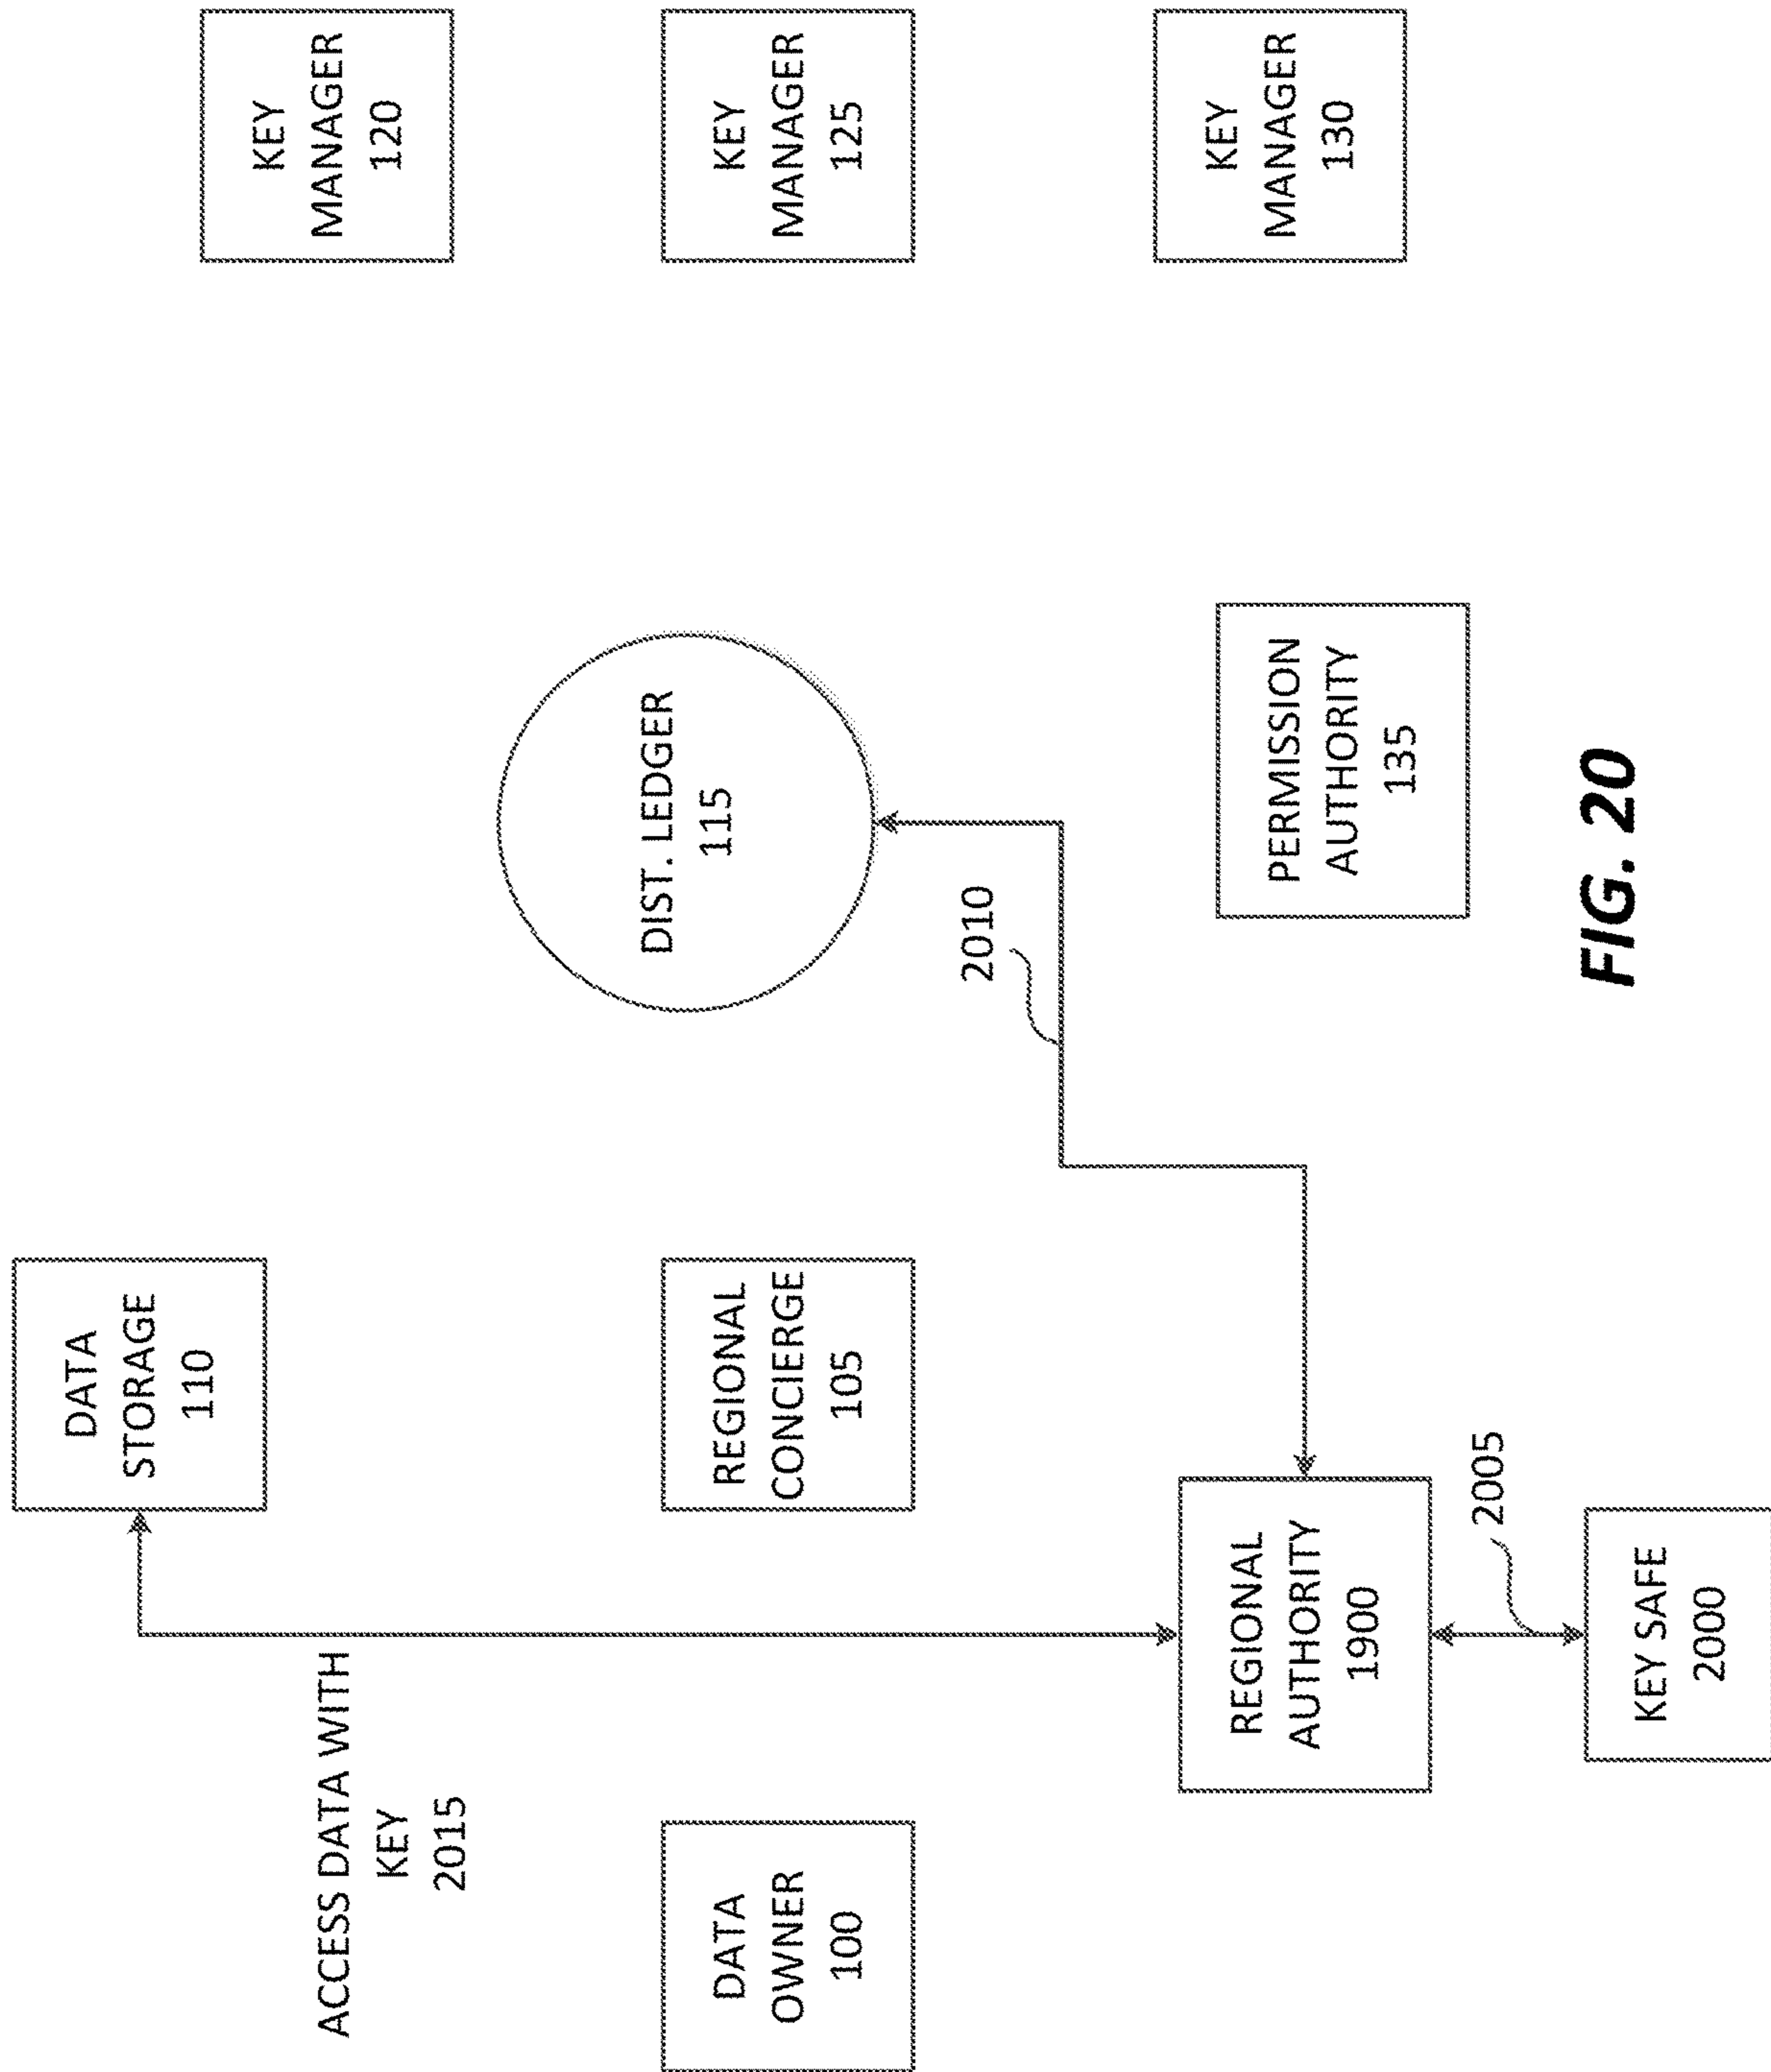 ACCESS DATA WITH
KEY
2015
DATA
STORAGE
110
KEY
MANAGER
120
DATA
OWNER
100
REGIONAL
CONCIERGE
105
DIST. LEDGER
115
KEY
MANAGER
125
2010
REGIONAL
AUTHORITY
1900
PERMISSION
AUTHORITY
135
KEY
MANAGER
130
2005
KEY SAFE
2000
FIG. 20